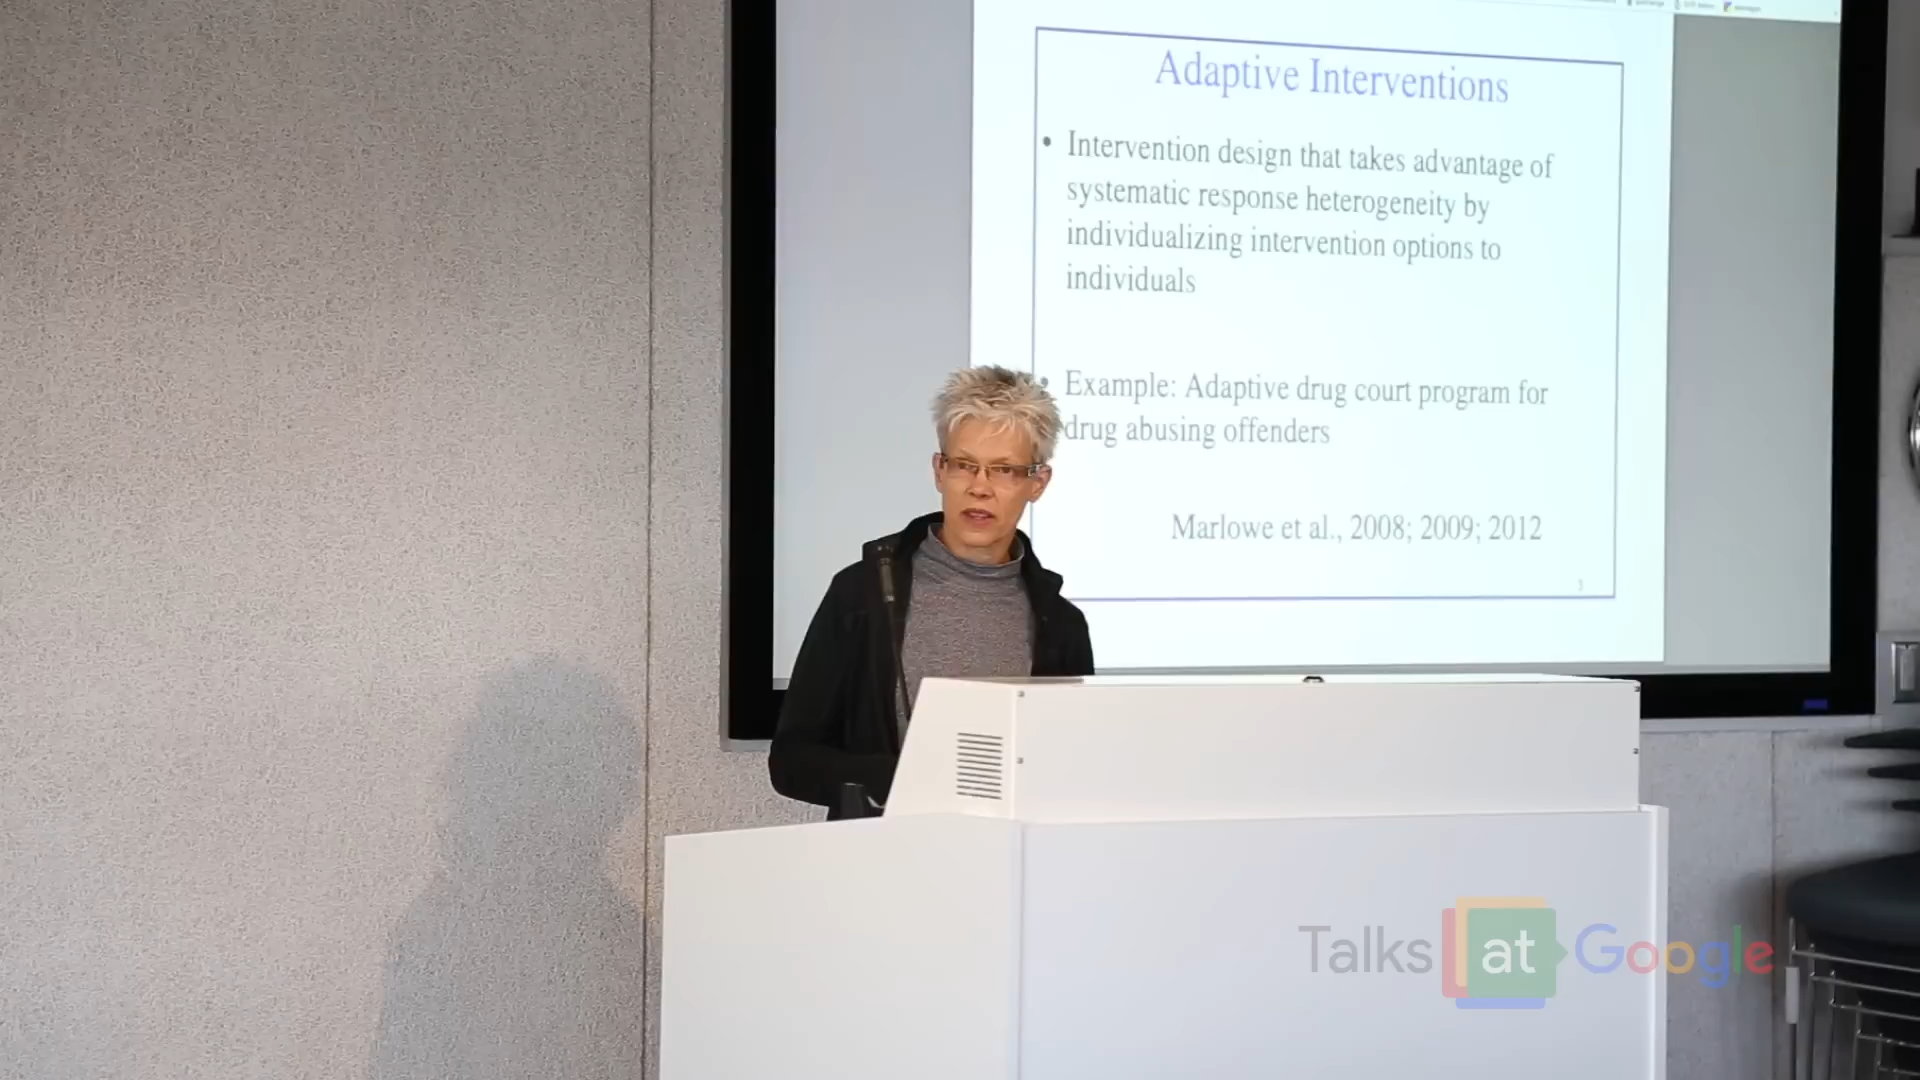 Adaptive Interventions
• Intervention design that takes advantage of
systematic response heterogeneity by
individualizing intervention options to
individuals
• Example: Adaptive drug court program for
drug abusing offenders
Marlowe et al., 2008; 2009; 2012
Talks at Google